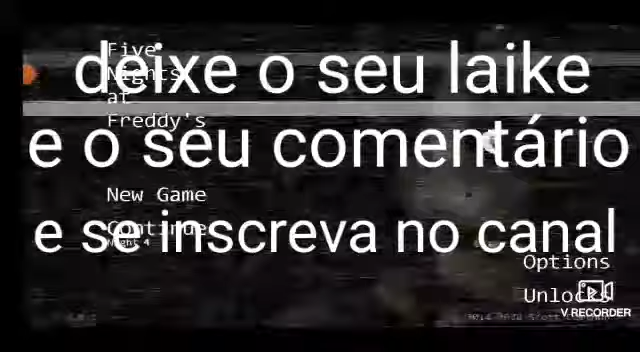 Five
Nights
at
Freddy's
deixe o seu laike
e o seu comentário
e se inscreva no canal
New Game
Continue
Night 4
Options
Unlocks
V.RECORDER